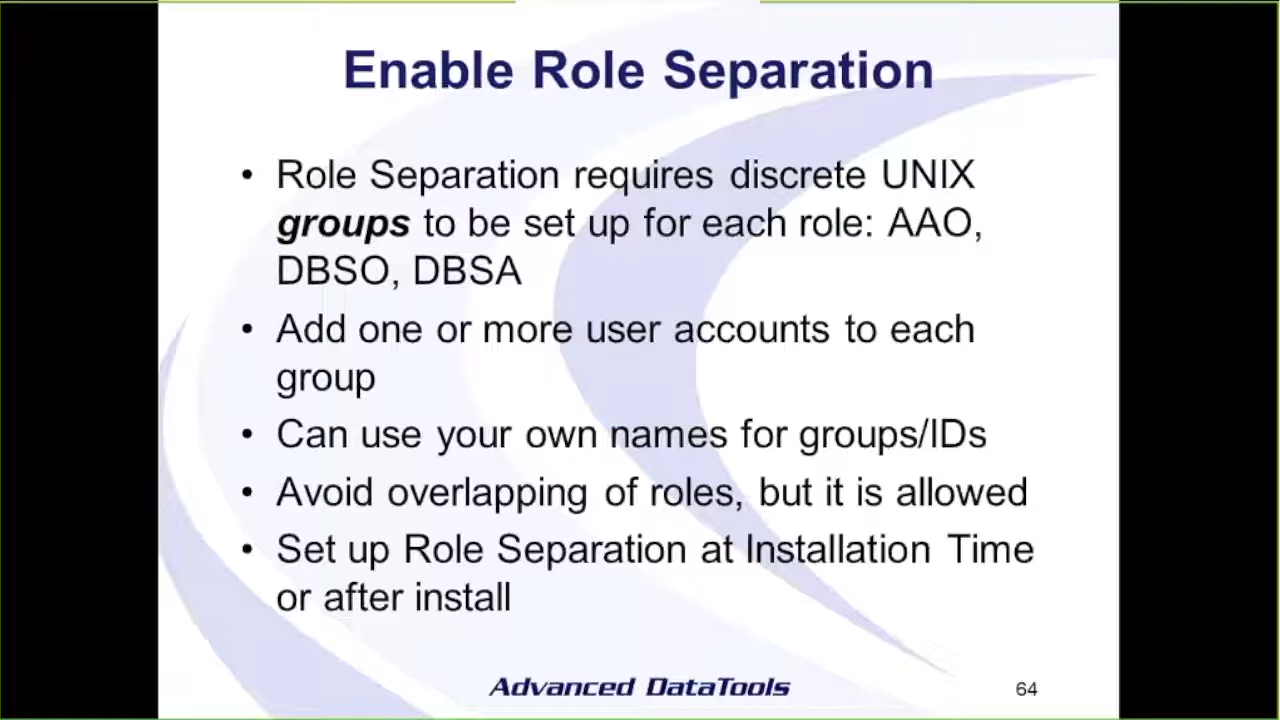 Enable Role Separation
• Role Separation requires discrete UNIX
groups to be set up for each role: AAO,
DBSO, DBSA
• Add one or more user accounts to each
group
• Can use your own names for groups/IDs
• Avoid overlapping of roles, but it is allowed
• Set up Role Separation at Installation Time
or after install
Advanced DataTools
64